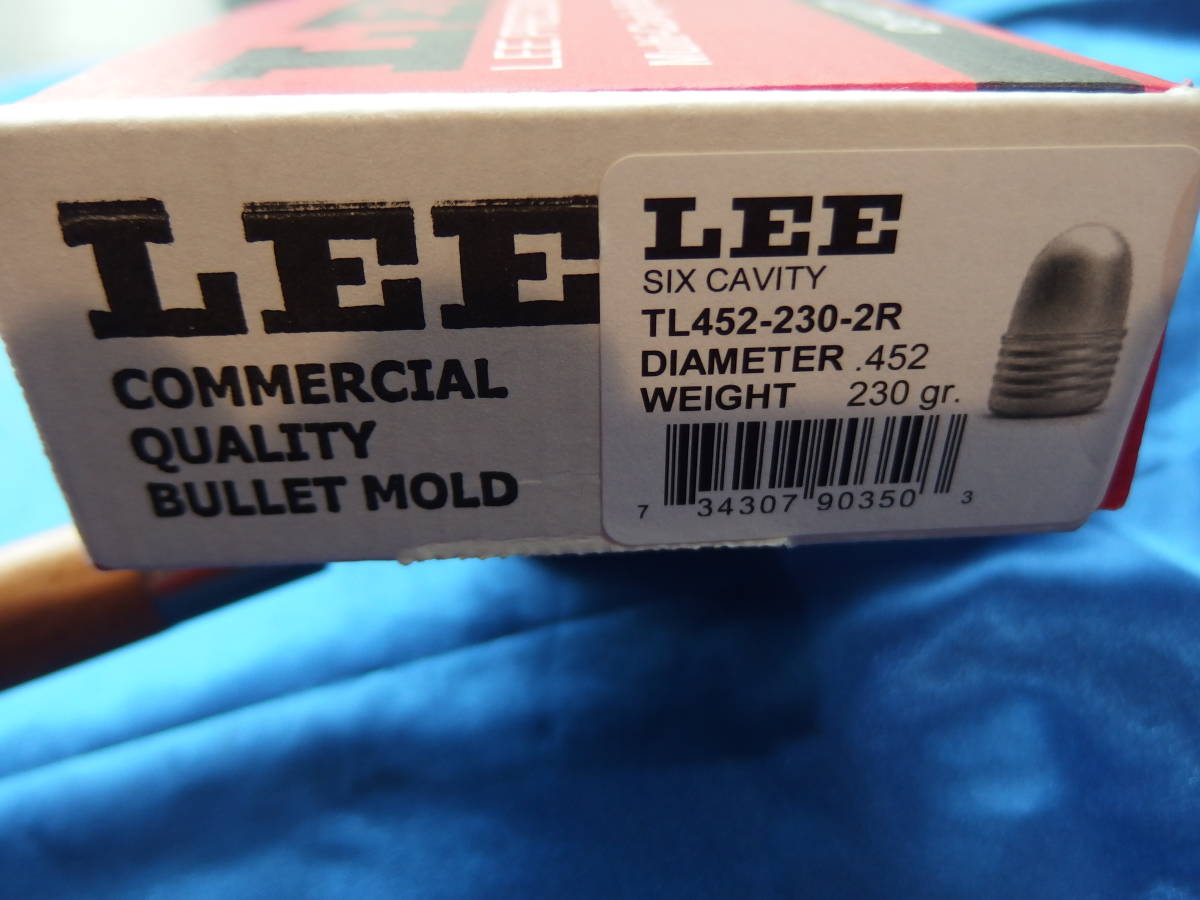 LEE
COMMERCIAL
QUALITY
BULLET MOLD
LEE
SIX CAVITY
TL452-230-2R
DIAMETER .452
WEIGHT 230 gr.
7 34307 90350 3